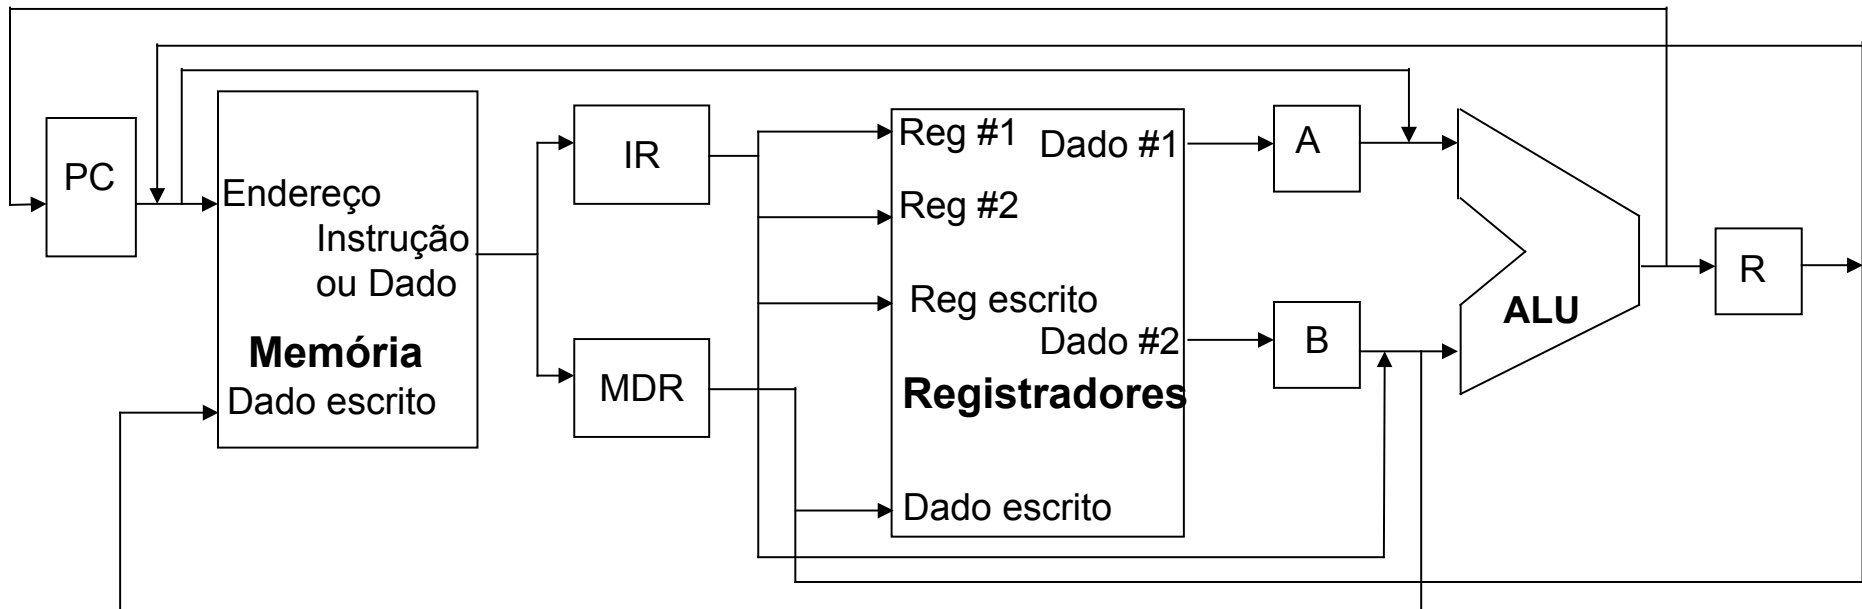 PC
Endereço
Instrução
ou Dado
Memória
Dado escrito
IR
MDR
Reg #1
Dado #1
Reg #2
Reg escrito
Dado #2
Registradores
Dado escrito
A
B
ALU
R